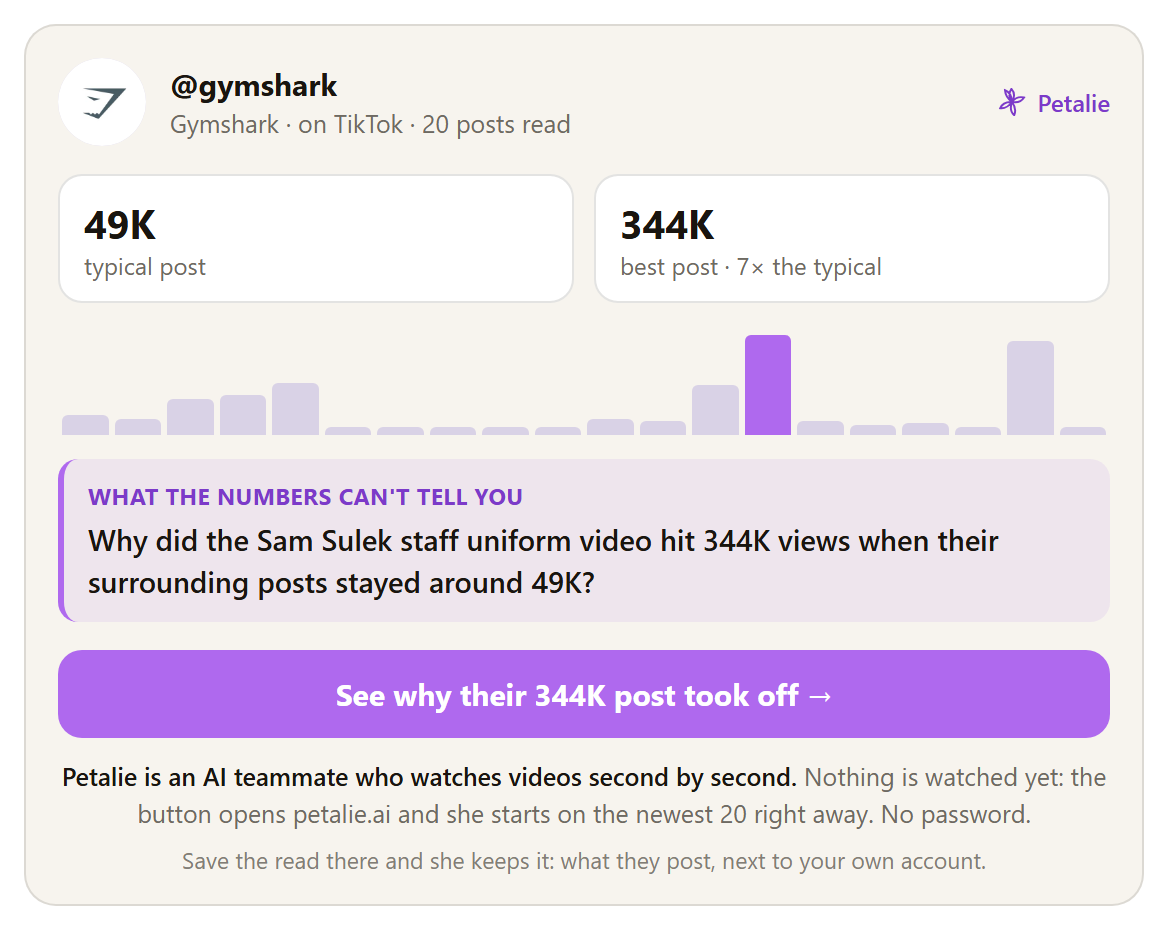 @gymshark
Gymshark · on TikTok · 20 posts read
Petalie
49K
typical post
344K
best post · 7× the typical
WHAT THE NUMBERS CAN'T TELL YOU
Why did the Sam Sulek staff uniform video hit 344K views when their
surrounding posts stayed around 49K?
See why their 344K post took off →
Petalie is an AI teammate who watches videos second by second. Nothing is watched yet: the
button opens petalie.ai and she starts on the newest 20 right away. No password.
Save the read there and she keeps it: what they post, next to your own account.